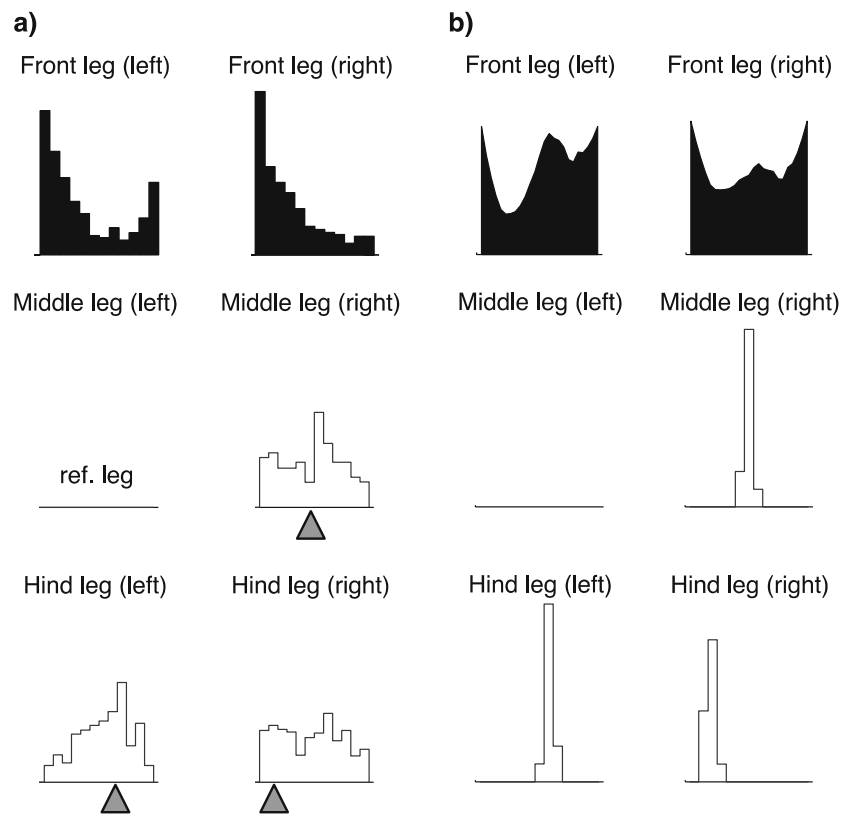 a)
b)
Front leg (left)
Front leg (right)
Front leg (left)
Front leg (right)
Middle leg (left)
Middle leg (right)
Middle leg (left)
Middle leg (right)
ref. leg
Hind leg (left)
Hind leg (right)
Hind leg (left)
Hind leg (right)